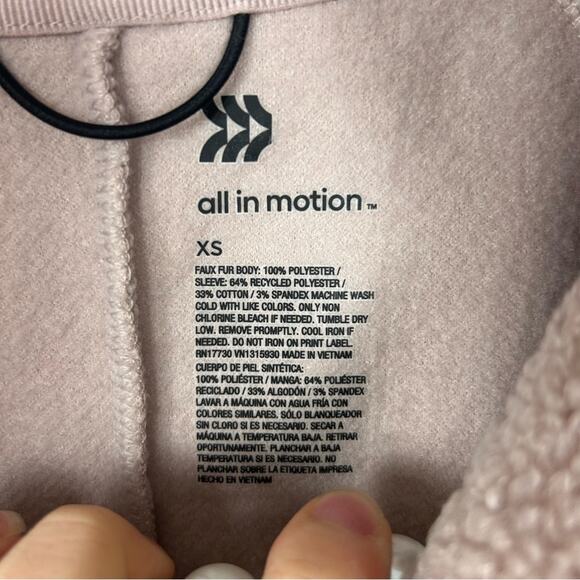 all in motion™
XS
FAUX FUR BODY: 100% POLYESTER /
SLEEVE: 64% RECYCLED POLYESTER /
33% COTTON / 3% SPANDEX MACHINE WASH
COLD WITH LIKE COLORS. ONLY NON
CHLORINE BLEACH IF NEEDED. TUMBLE DRY
LOW. REMOVE PROMPTLY. COOL IRON IF
NEEDED. DO NOT IRON ON PRINT LABEL.
RN17730 VN1315930 MADE IN VIETNAM
CUERPO DE PIEL SINTÉTICA:
100% POLIÉSTER / MANGA: 64% POLIÉSTER
RECICLADO / 33% ALGODÓN / 3% SPANDEX
LAVAR A MÁQUINA CON AGUA FRÍA CON
COLORES SIMILARES. SÓLO BLANQUEADOR
SIN CLORO SI ES NECESARIO. SECAR A
MÁQUINA A TEMPERATURA BAJA. RETIRAR
OPORTUNAMENTE. PLANCHAR A BAJA
TEMPERATURA SI ES NECESARIO. NO
PLANCHAR SOBRE LA ETIQUETA IMPRESA
HECHO EN VIETNAM